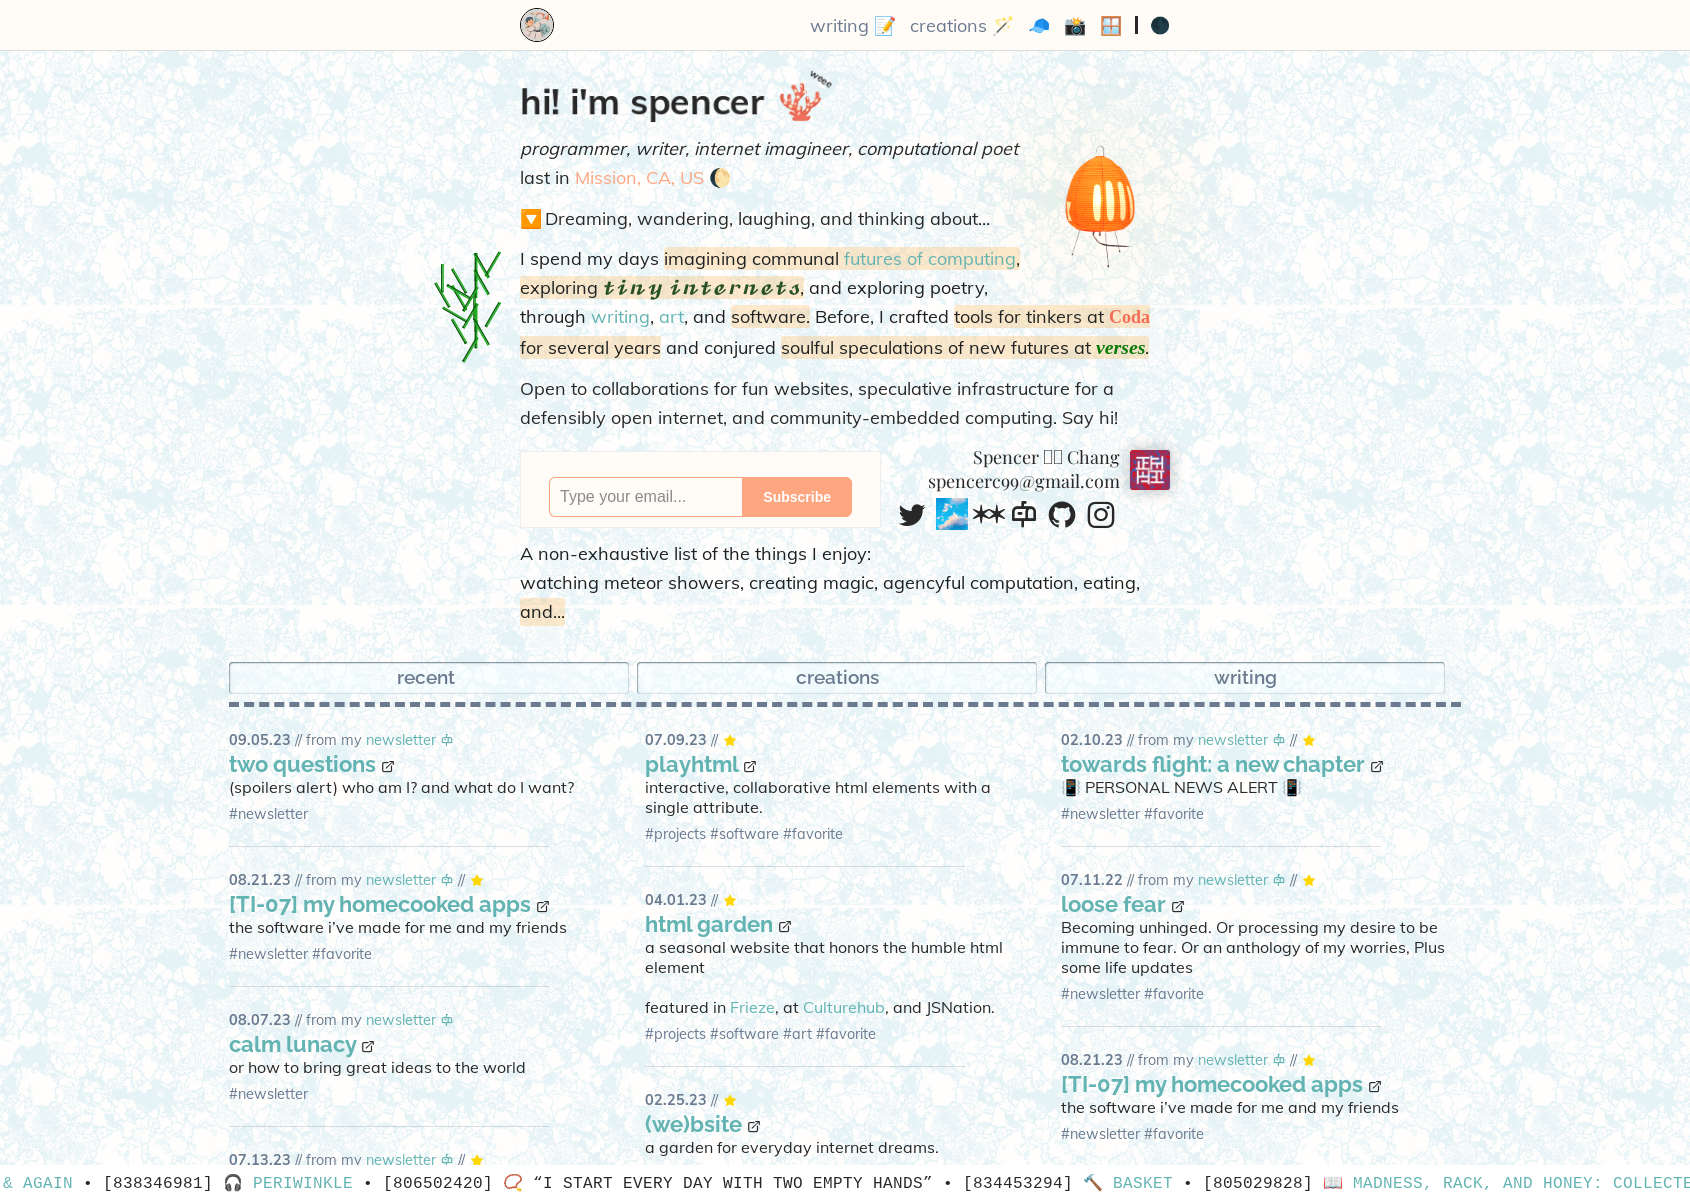 writing 📝 creations 🪄 🧢 📸 🪟 | 🌑
hi! i'm spencer
weee
programmer, writer, internet imagineer, computational poet
last in Mission, CA, US 🌔
🔽 Dreaming, wandering, laughing, and thinking about...
I spend my days imagining communal futures of computing,
exploring tiny internets, and exploring poetry,
through writing, art, and software. Before, I crafted tools for tinkers at Coda
for several years and conjured soulful speculations of new futures at verses.
Open to collaborations for fun websites, speculative infrastructure for a
defensibly open internet, and community-embedded computing. Say hi!
Type your email...
Subscribe
Spencer Chang
spencerc99@gmail.com
A non-exhaustive list of the things I enjoy:
watching meteor showers, creating magic, agencyful computation, eating,
and...
recent
creations
writing
09.05.23 // from my newsletter
two questions
(spoilers alert) who am I? and what do I want?
#newsletter
08.21.23 // from my newsletter // ⭐
[TI-07] my homecooked apps
the software i've made for me and my friends
#newsletter #favorite
08.07.23 // from my newsletter
calm lunacy
or how to bring great ideas to the world
#newsletter
07.13.23 // from my newsletter // ⭐
07.09.23 // ⭐
playhtml
interactive, collaborative html elements with a
single attribute.
#projects #software #favorite
04.01.23 // ⭐
html garden
a seasonal website that honors the humble html
element
featured in Frieze, at Culturehub, and JSNation.
#projects #software #art #favorite
02.25.23 // ⭐
(we)bsite
a garden for everyday internet dreams.
02.10.23 // from my newsletter // ⭐
towards flight: a new chapter
📳 PERSONAL NEWS ALERT 📳
#newsletter #favorite
07.11.22 // from my newsletter // ⭐
loose fear
Becoming unhinged. Or processing my desire to be
immune to fear. Or an anthology of my worries, Plus
some life updates
#newsletter #favorite
08.21.23 // from my newsletter // ⭐
[TI-07] my homecooked apps
the software i've made for me and my friends
#newsletter #favorite
& AGAIN • [838346981] 🎧 PERIWINKLE • [806502420] 📿 “I START EVERY DAY WITH TWO EMPTY HANDS” • [834453294] 🔨 BASKET • [805029828] 📖 MADNESS, RACK, AND HONEY: COLLECTE